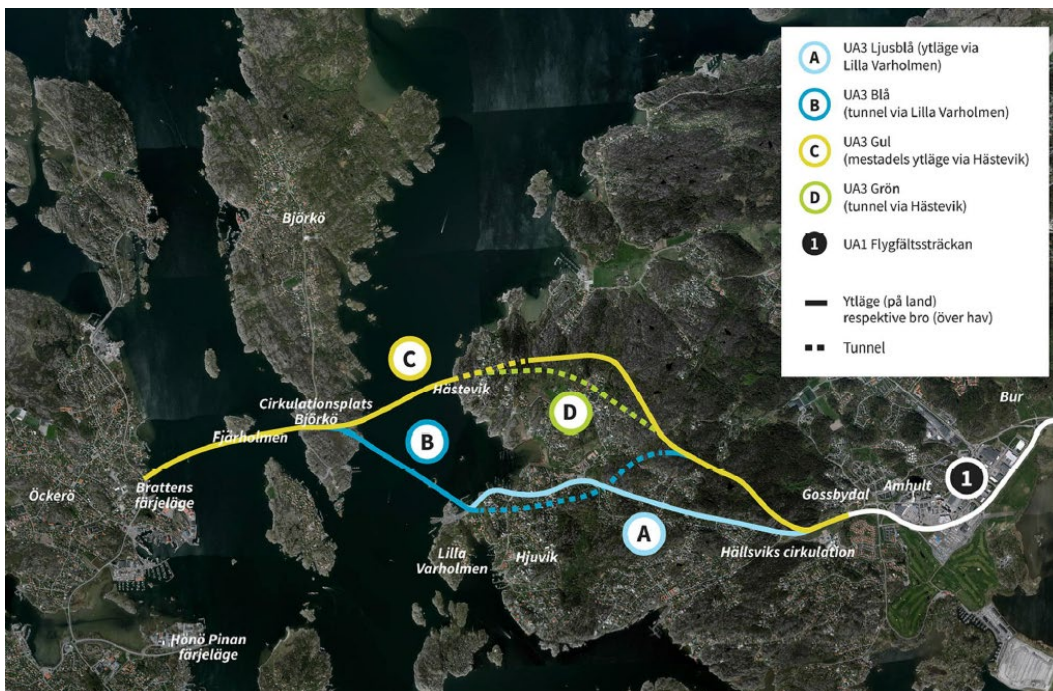 A
UA3 Ljusblå (ytläge via
Lilla Varholmen)
B
UA3 Blå
(tunnel via Lilla Varholmen)
C
UA3 Gul
(mestadels ytläge via Hästevik)
D
UA3 Grön
(tunnel via Hästevik)
1
UA1 Flygfältssträckan
Ytläge (på land)
respektive bro (över hav)
Tunnel
Björkö
C
Hästevik
Cirkulationsplats
Björkö
D
Bur
B
Fjärholmen
Brattens
färjeläge
Öckerö
1
Gossbydal
Amhult
A
Hällsviks cirkulation
Lilla
Varholmen
Hjuvik
Hönö Pinan
färjeläge